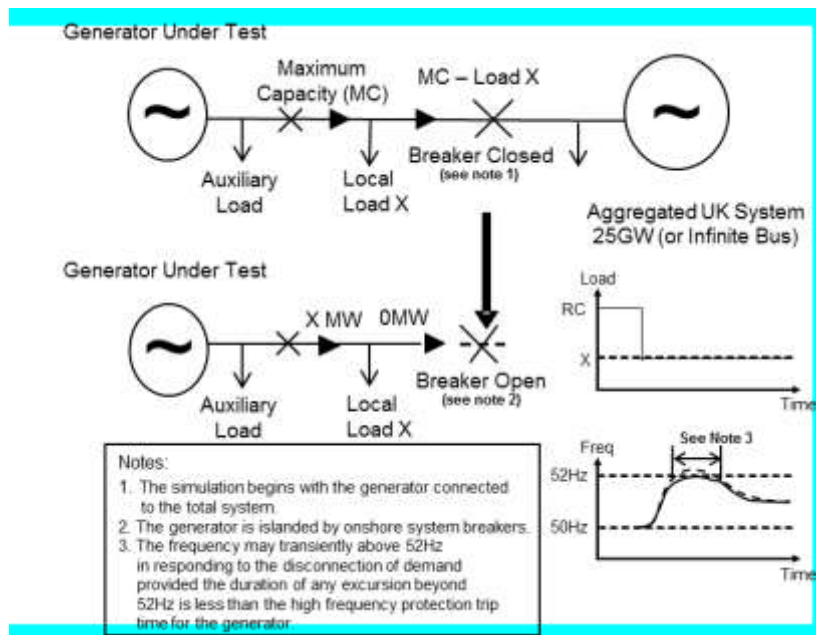 Generator Under Test
Maximum
Capacity (MC)
MC – Load X
~
~
Auxiliary
Load
Local
Load X
Breaker Closed
(see note 1)
Aggregated UK System
25GW (or Infinite Bus)
Generator Under Test
~
X MW
0MW
Auxiliary
Load
Local
Load X
Breaker Open
(see note 2)
Load
RC
X
Time
Freq
See Note 3
52Hz
50Hz
Time
Notes:
1. The simulation begins with the generator connected
to the total system.
2. The generator is islanded by onshore system breakers.
3. The frequency may transiently above 52Hz
in responding to the disconnection of demand
provided the duration of any excursion beyond
52Hz is less than the high frequency protection trip
time for the generator